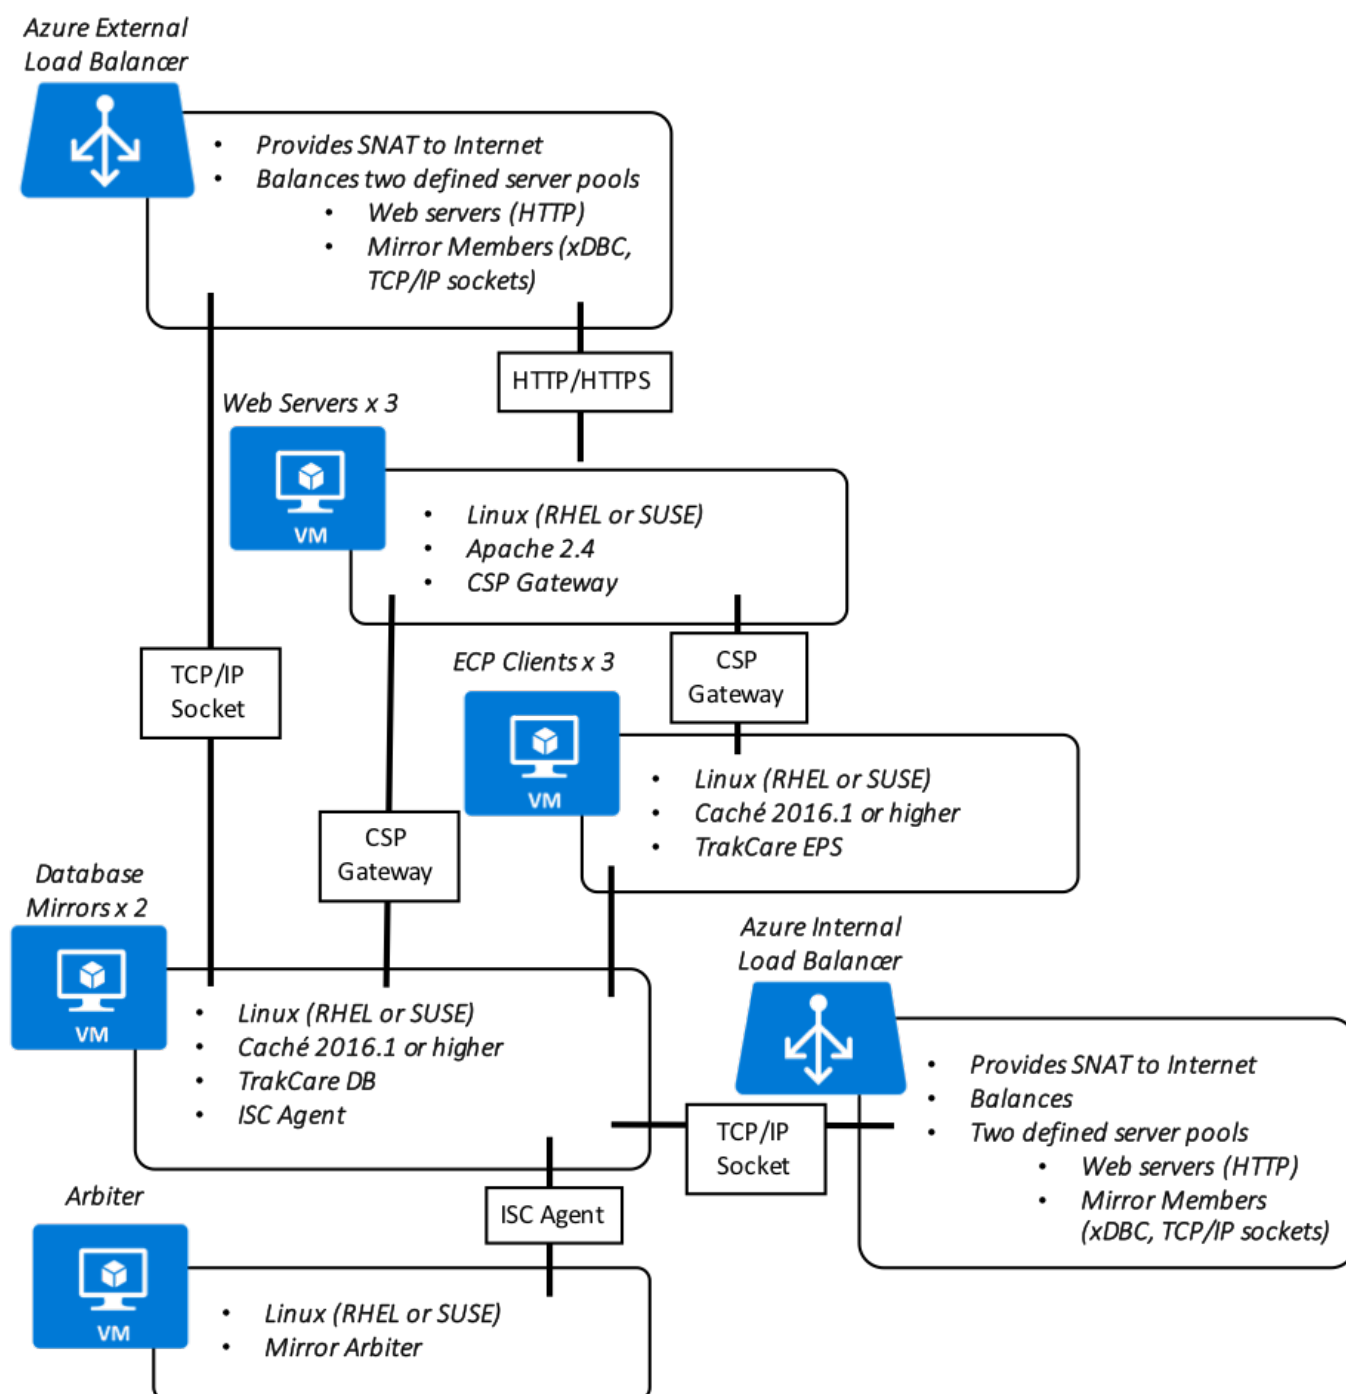 Azure External
Load Balancer
• Provides SNAT to Internet
• Balances two defined server pools
• Web servers (HTTP)
• Mirror Members (xDBC,
TCP/IP sockets)
HTTP/HTTPS
Web Servers x 3
VM
• Linux (RHEL or SUSE)
• Apache 2.4
• CSP Gateway
TCP/IP
Socket
ECP Clients x 3
CSP
Gateway
VM
• Linux (RHEL or SUSE)
• Caché 2016.1 or higher
• TrakCare EPS
CSP
Gateway
Database
Mirrors x 2
VM
• Linux (RHEL or SUSE)
• Caché 2016.1 or higher
• TrakCare DB
• ISC Agent
Azure Internal
Load Balancer
• Provides SNAT to Internet
• Balances
• Two defined server pools
• Web servers (HTTP)
• Mirror Members
(xDBC, TCP/IP sockets)
TCP/IP
Socket
ISC Agent
Arbiter
VM
• Linux (RHEL or SUSE)
• Mirror Arbiter